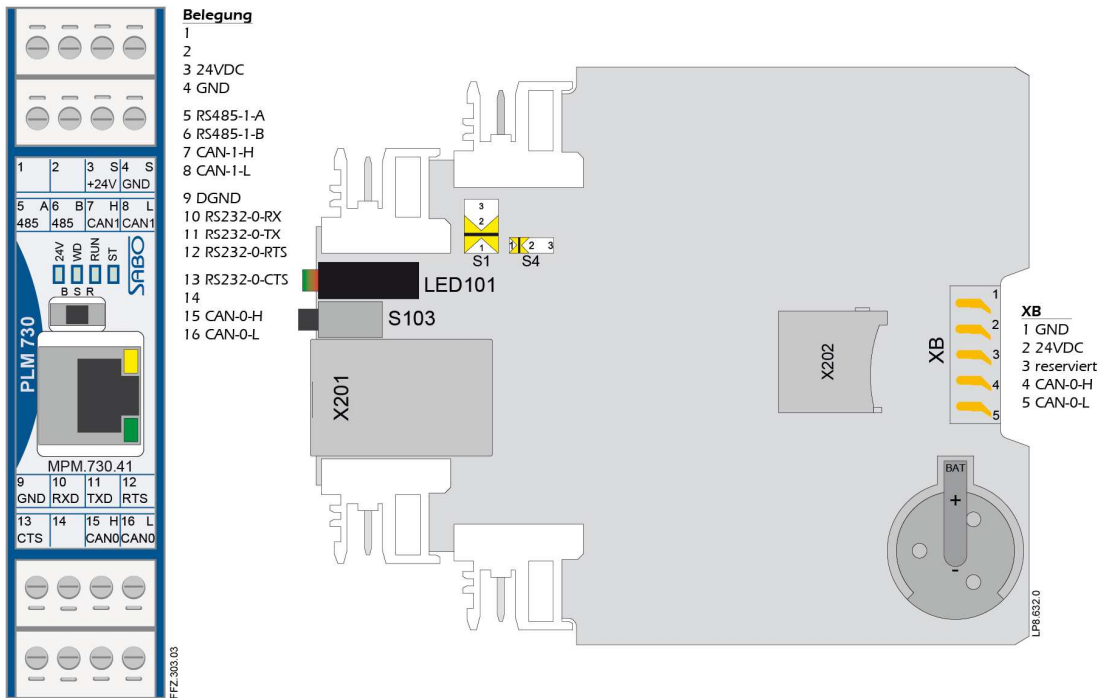 Belegung
1
2
3 24VDC
4 GND
5 RS485-1-A
6 RS485-1-B
7 CAN-1-H
8 CAN-1-L
9 DGND
10 RS232-0-RX
11 RS232-0-TX
12 RS232-0-RTS
13 RS232-0-CTS
14
15 CAN-0-H
16 CAN-0-L
1 2 3 S 4 S
+24V GND
5 A 6 B 7 H 8 L
485 485 CAN1 CAN1
24V WD RUN ST
B S R
SABO
PLM 730
MPM.730.41
9 10 11 12
GND RXD TXD RTS
13 14 15 H 16 L
CTS CAN0 CAN0
FFZ.303.03
3
2
1
S1
1 2 3
S4
LED101
S103
X201
X202
XB
1
2
3
4
5
XB
1 GND
2 24VDC
3 reserviert
4 CAN-0-H
5 CAN-0-L
BAT
+
-
LP8.632.0